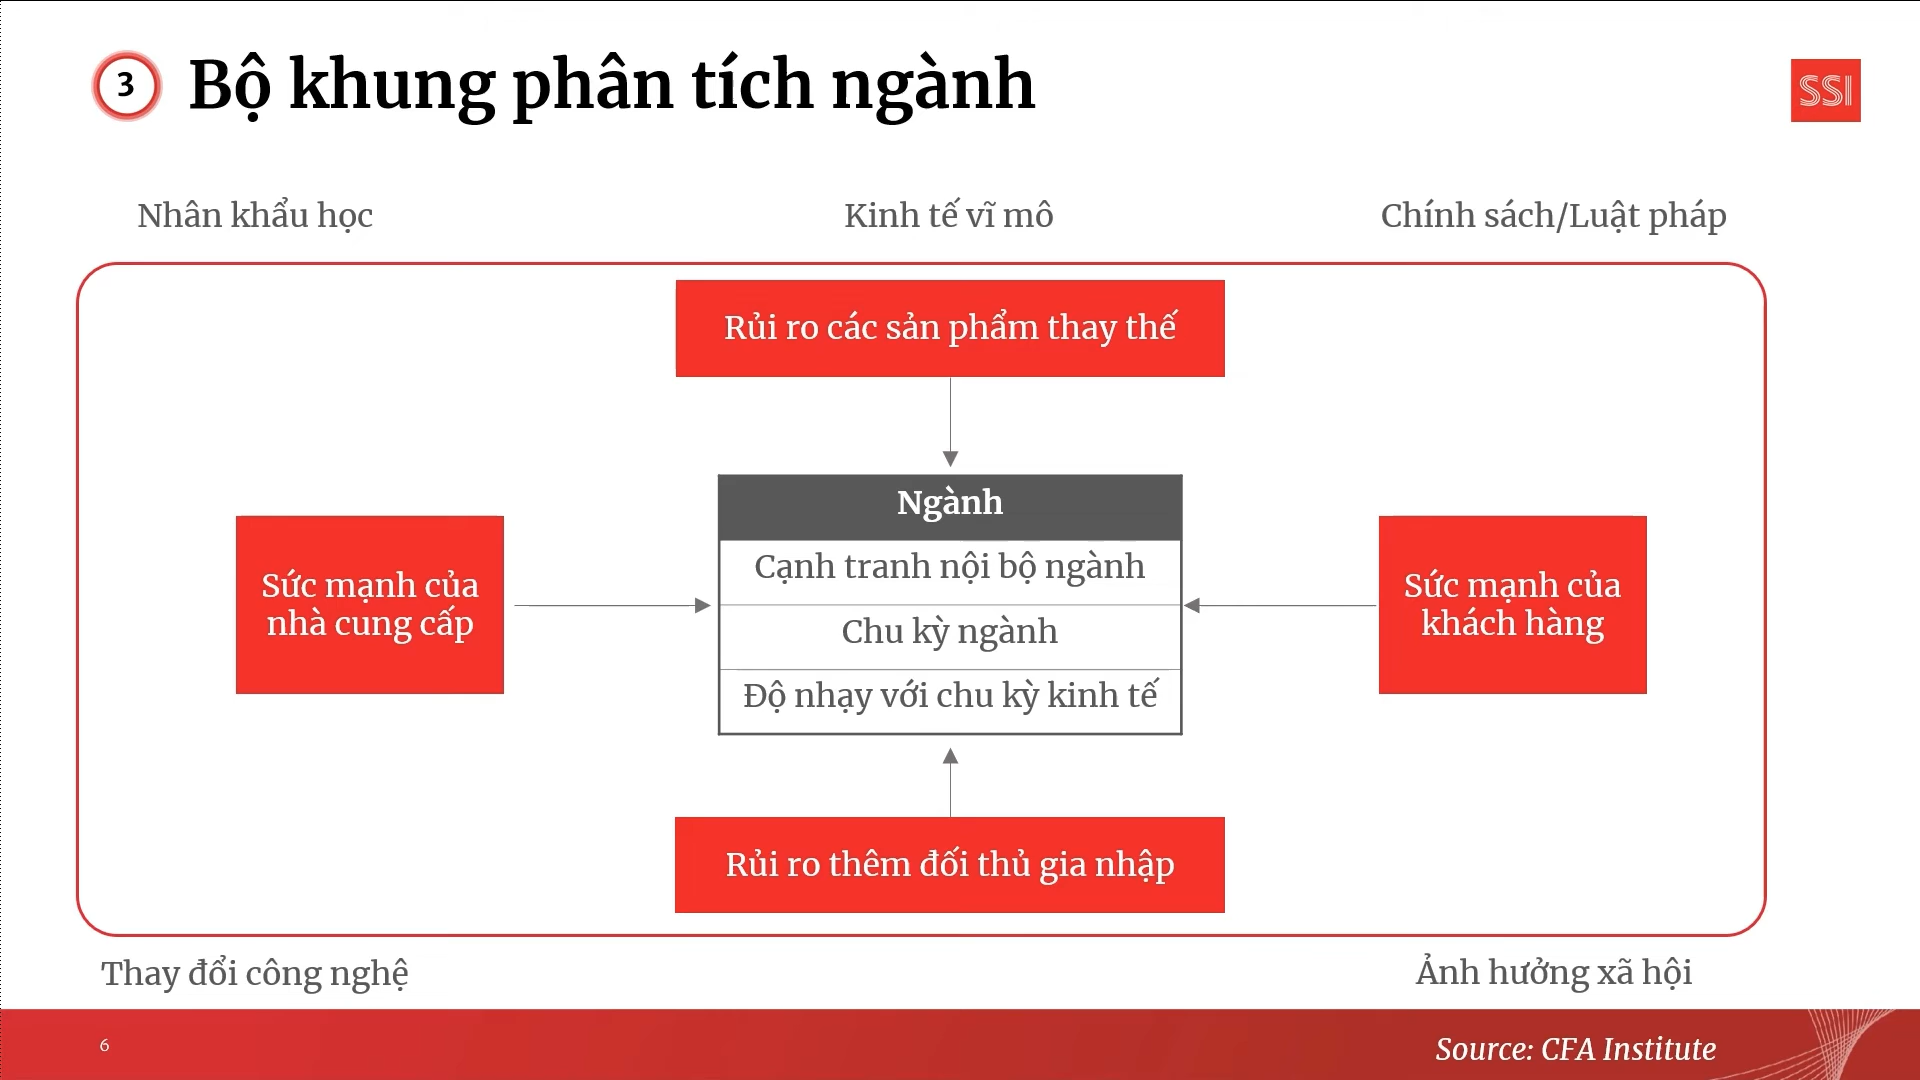 3
Bộ khung phân tích ngành
SSI
Nhân khẩu học
Kinh tế vĩ mô
Chính sách/Luật pháp
Rủi ro các sản phẩm thay thế
Sức mạnh của
nhà cung cấp
Ngành
Cạnh tranh nội bộ ngành
Chu kỳ ngành
Độ nhạy với chu kỳ kinh tế
Sức mạnh của
khách hàng
Rủi ro thêm đối thủ gia nhập
Thay đổi công nghệ
Ảnh hưởng xã hội
6
Source: CFA Institute